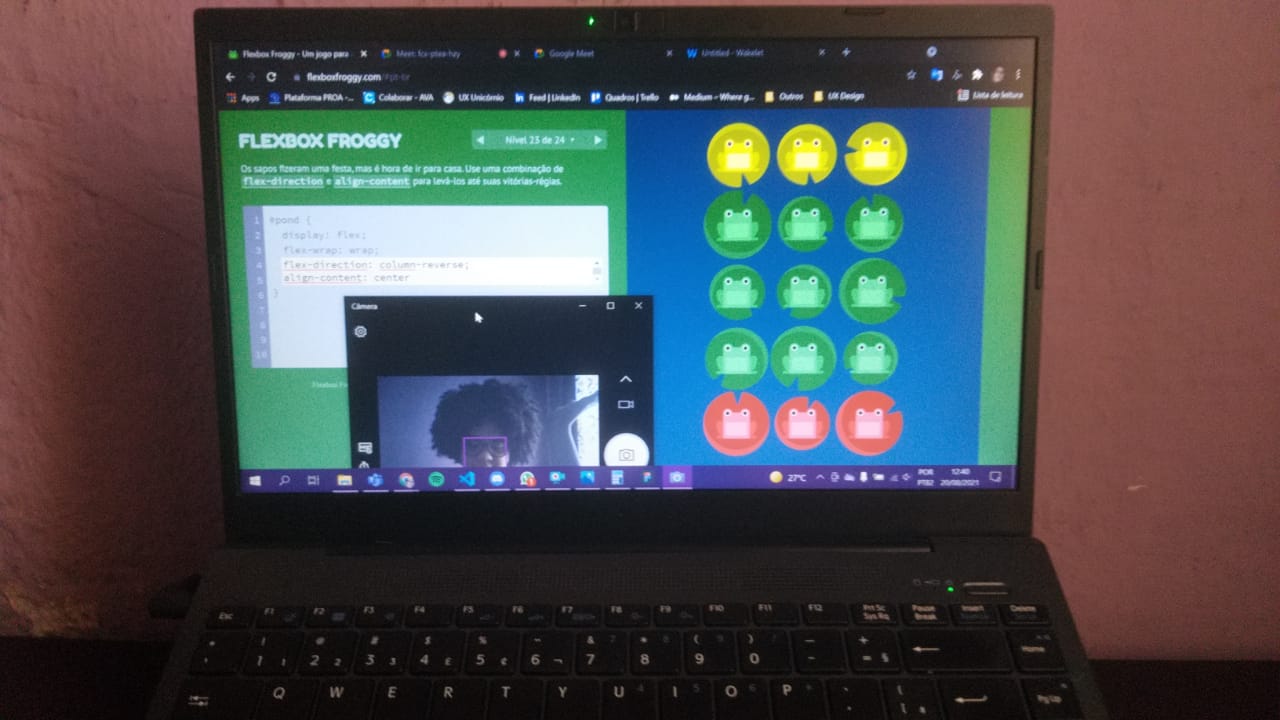 Flexbox Froggy - Um jogo para
Google Meet
Untitled - Wakelet
flexboxfroggy.com/#pt-br
Apps
Plataforma PROA -...
Colaborar - AVA
UX Unicórnio
Feed | LinkedIn
Quadros | Trello
Medium – Where g...
Outros
UX Design
Lista de leitura
FLEXBOX FROGGY
Nível 23 de 24
Os sapos fizeram uma festa, mas é hora de ir para casa. Use uma combinação de
flex-direction e align-content para levá-los até suas vitórias-régias.
1 #pond {
2 display: flex;
3 flex-wrap: wrap;
4 flex-direction: column-reverse;
5 align-content: center
6 }
7
8
9
10
Câmera
27°C
POR
PTB2
12:40
20/08/2021
Esc F1 F2 F3 F4 F5 F6 F7 F8 F9 F10 F11 F12 Prt Sc Pause Insert Delete
Sys Rq Break
! @ # $ % & * ( ) _ +
1 2 3 4 5 6 7 8 9 0 - = § Home
Q W E R T Y U I O P PgUp